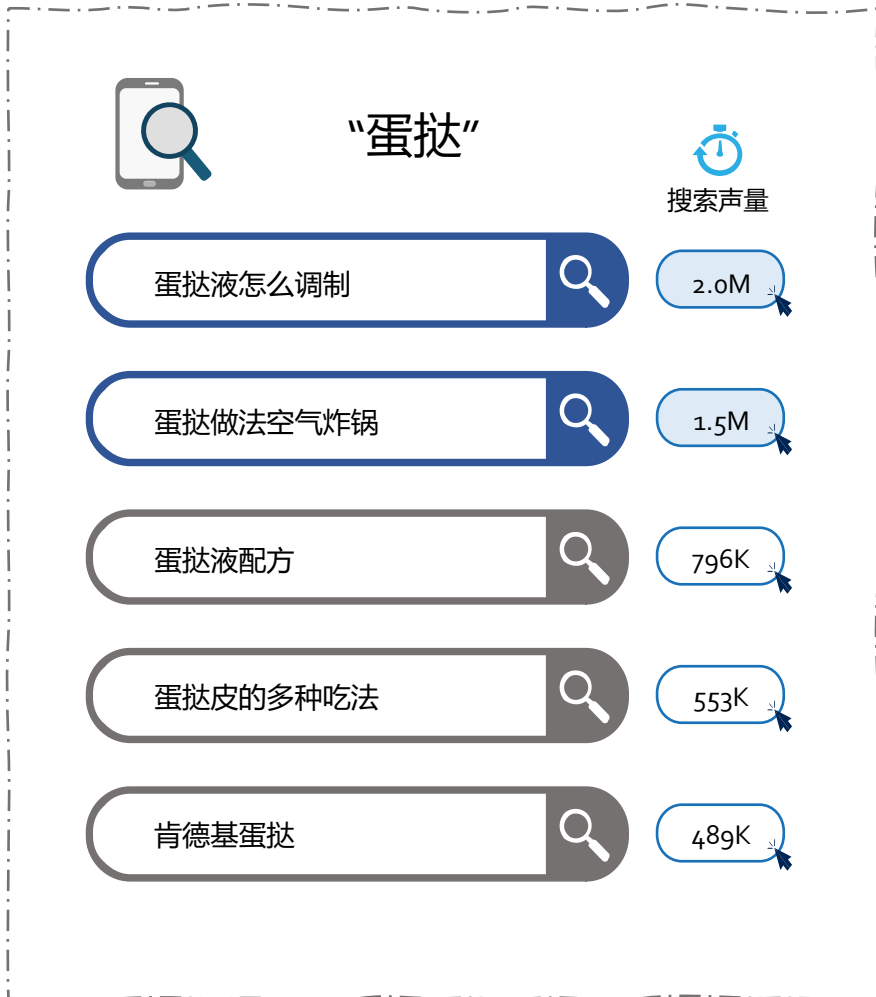 “蛋挞”
搜索声量
蛋挞液怎么调制
2.0M
蛋挞做法空气炸锅
1.5M
蛋挞液配方
796K
蛋挞皮的多种吃法
553K
肯德基蛋挞
489K